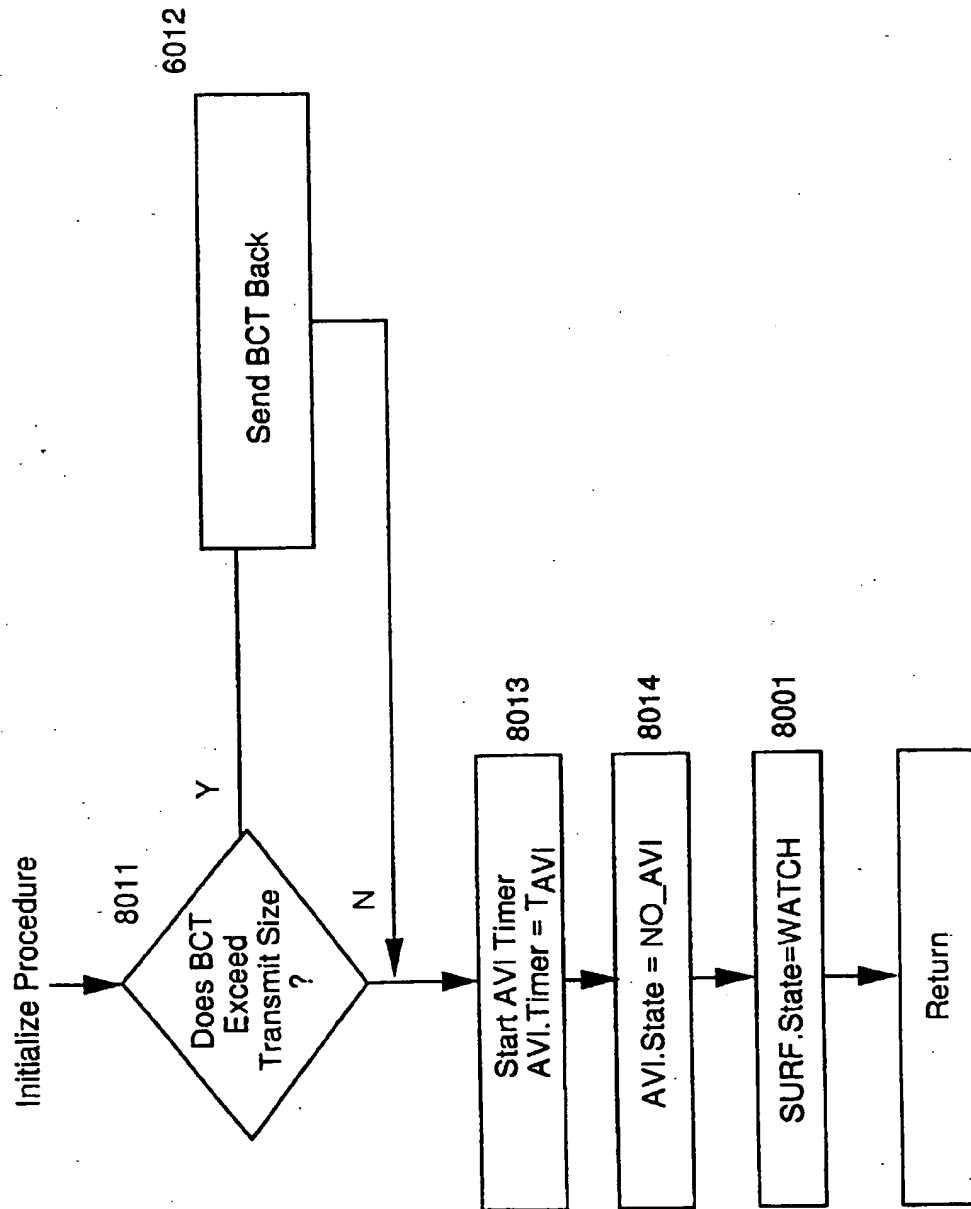 Initialize Procedure
8011
Does BCT
Exceed
Transmit Size
?
Y
N
6012
Send BCT Back
8013
Start AVI Timer
AVI.Timer = TAVI
8014
AVI.State = NO_AVI
8001
SURF.State=WATCH
Return